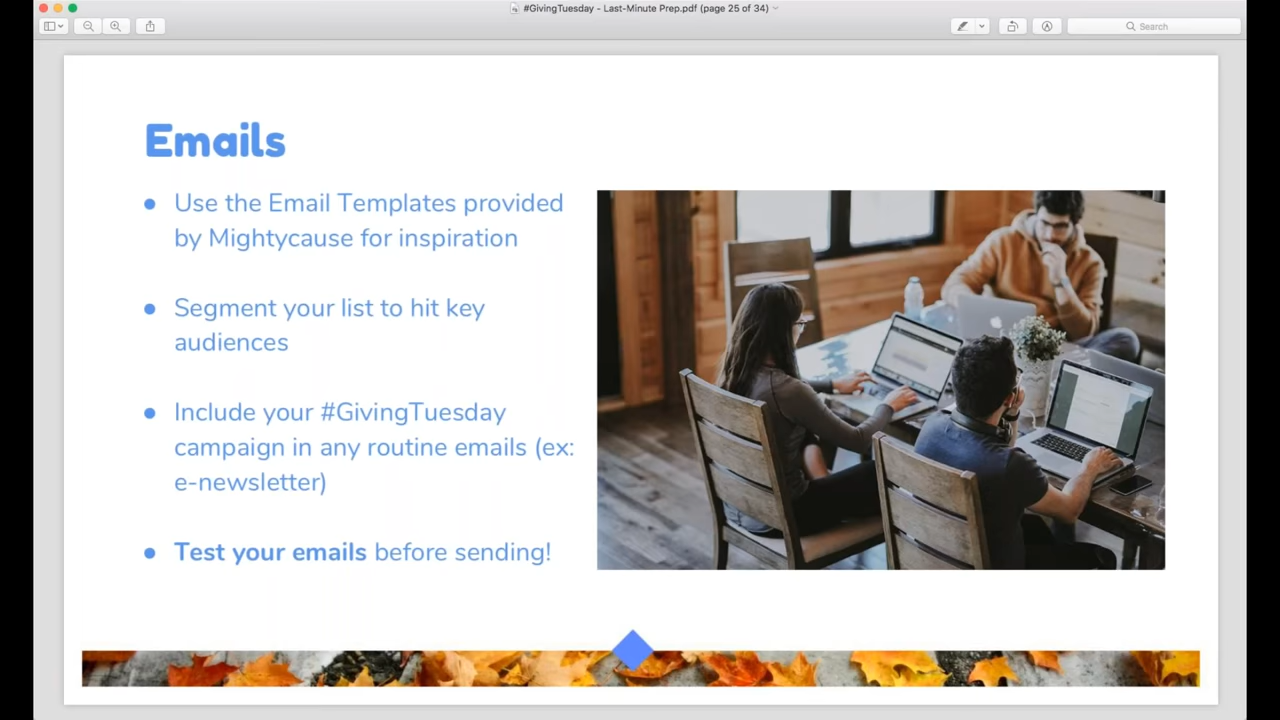 #GivingTuesday - Last-Minute Prep.pdf (page 25 of 34)
Search
Emails
● Use the Email Templates provided
by Mightycause for inspiration
● Segment your list to hit key
audiences
● Include your #GivingTuesday
campaign in any routine emails (ex:
e-newsletter)
● Test your emails before sending!